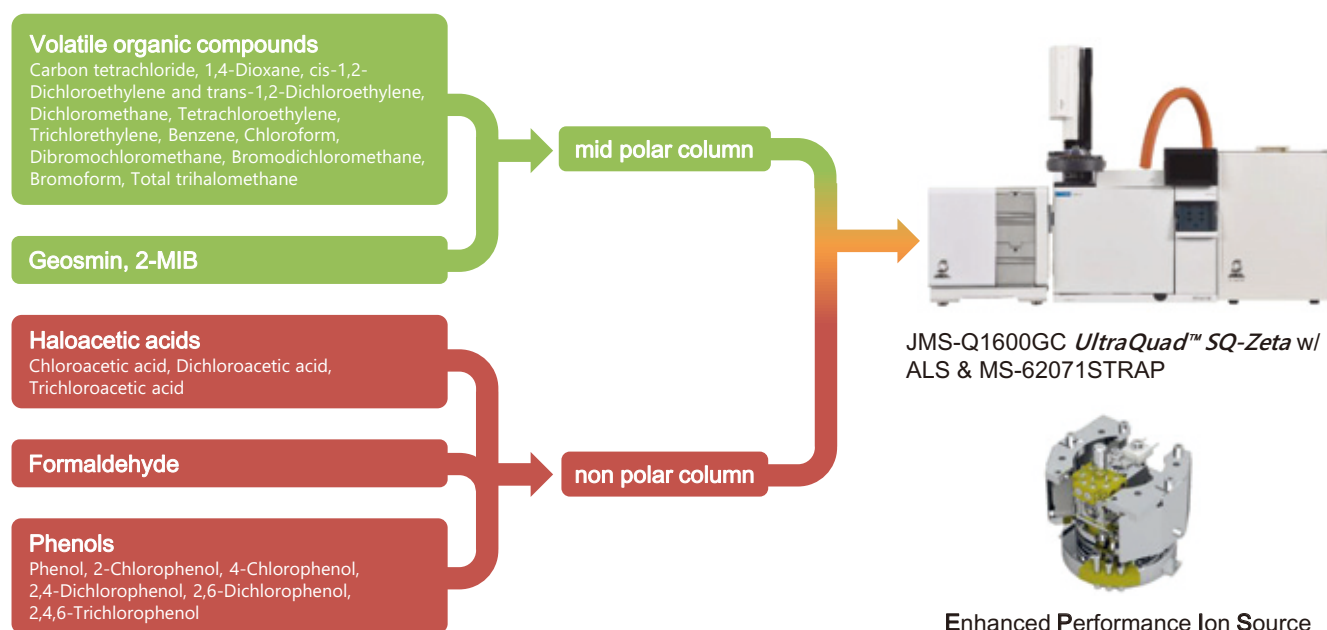 Volatile organic compounds
Carbon tetrachloride, 1,4-Dioxane, cis-1,2-
Dichloroethylene and trans-1,2-Dichloroethylene,
Dichloromethane, Tetrachloroethylene,
Trichlorethylene, Benzene, Chloroform,
Dibromochloromethane, Bromodichloromethane,
Bromoform, Total trihalomethane
Geosmin, 2-MIB
mid polar column
Haloacetic acids
Chloroacetic acid, Dichloroacetic acid,
Trichloroacetic acid
Formaldehyde
Phenols
Phenol, 2-Chlorophenol, 4-Chlorophenol,
2,4-Dichlorophenol, 2,6-Dichlorophenol,
2,4,6-Trichlorophenol
non polar column
JMS-Q1600GC UltraQuad™ SQ-Zeta w/
ALS & MS-62071STRAP
Enhanced Performance Ion Source